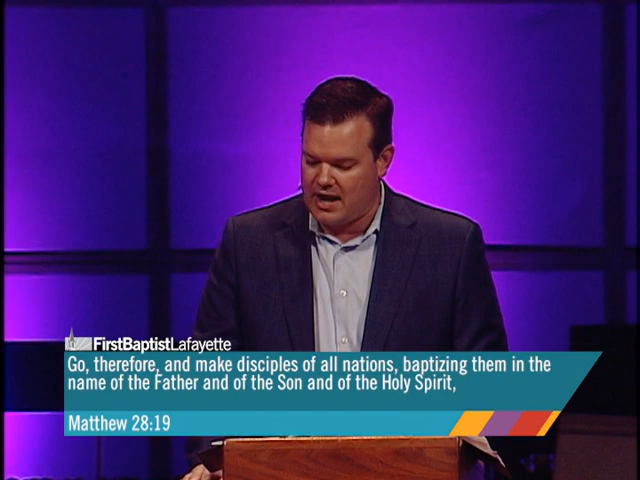 FirstBaptistLafayette
Go, therefore, and make disciples of all nations, baptizing them in the
name of the Father and of the Son and of the Holy Spirit,
Matthew 28:19